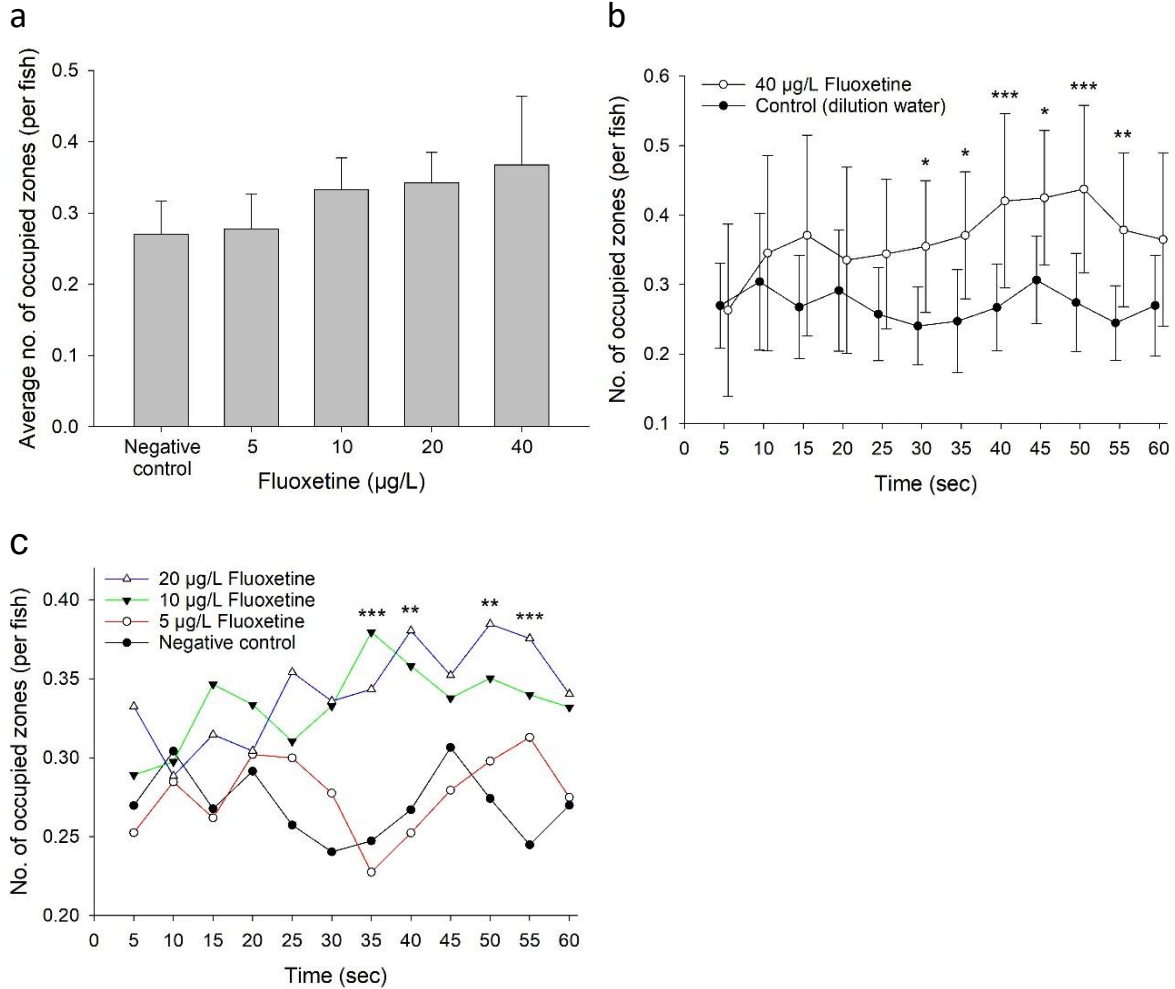 a
Average no. of occupied zones (per fish)
0.5
0.4
0.3
0.2
0.1
0.0
Negative
control
5
10
20
40
Fluoxetine (µg/L)
b
No. of occupied zones (per fish)
0.6
0.5
0.4
0.3
0.2
0.1
40 µg/L Fluoxetine
Control (dilution water)
*
*
***
*
***
**
0 5 10 15 20 25 30 35 40 45 50 55 60
Time (sec)
c
No. of occupied zones (per fish)
0.40
0.35
0.30
0.25
0.20
20 µg/L Fluoxetine
10 µg/L Fluoxetine
5 µg/L Fluoxetine
Negative control
*** ** ** ***
0 5 10 15 20 25 30 35 40 45 50 55 60
Time (sec)